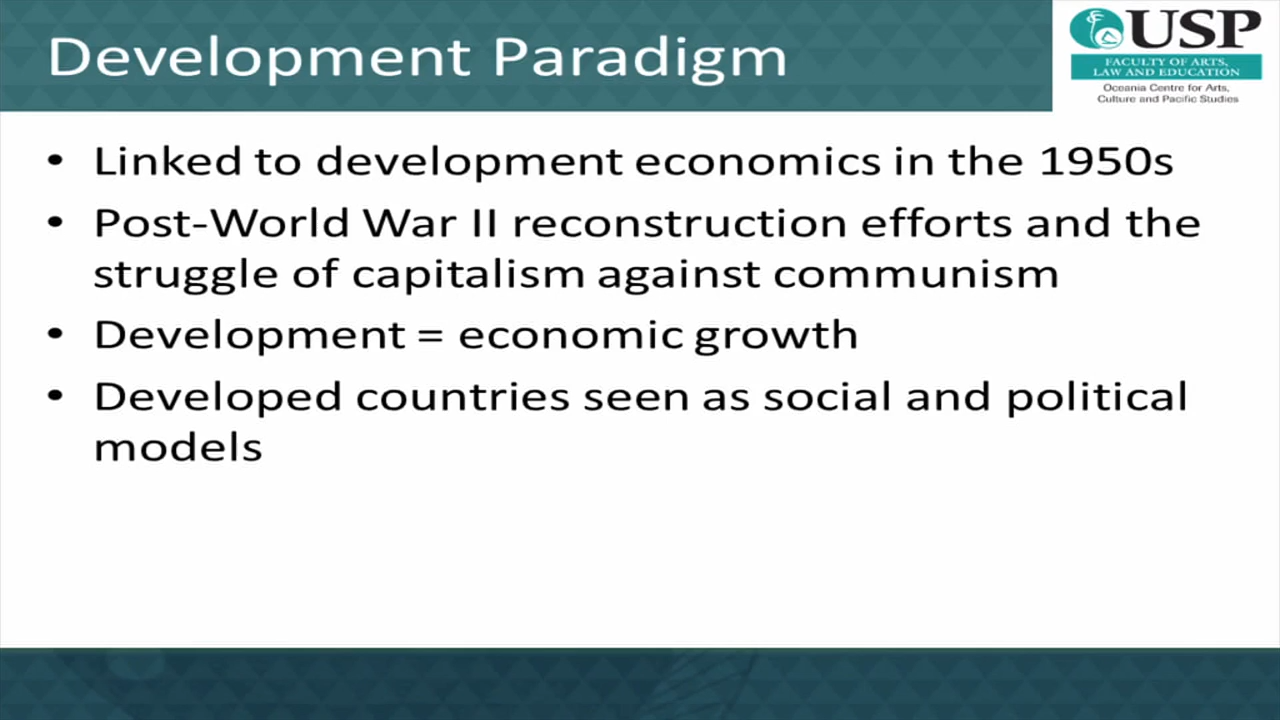 Development Paradigm
USP
FACULTY OF ARTS,
LAW AND EDUCATION
Oceania Centre for Arts,
Culture and Pacific Studies
• Linked to development economics in the 1950s
• Post-World War II reconstruction efforts and the
struggle of capitalism against communism
• Development = economic growth
• Developed countries seen as social and political
models